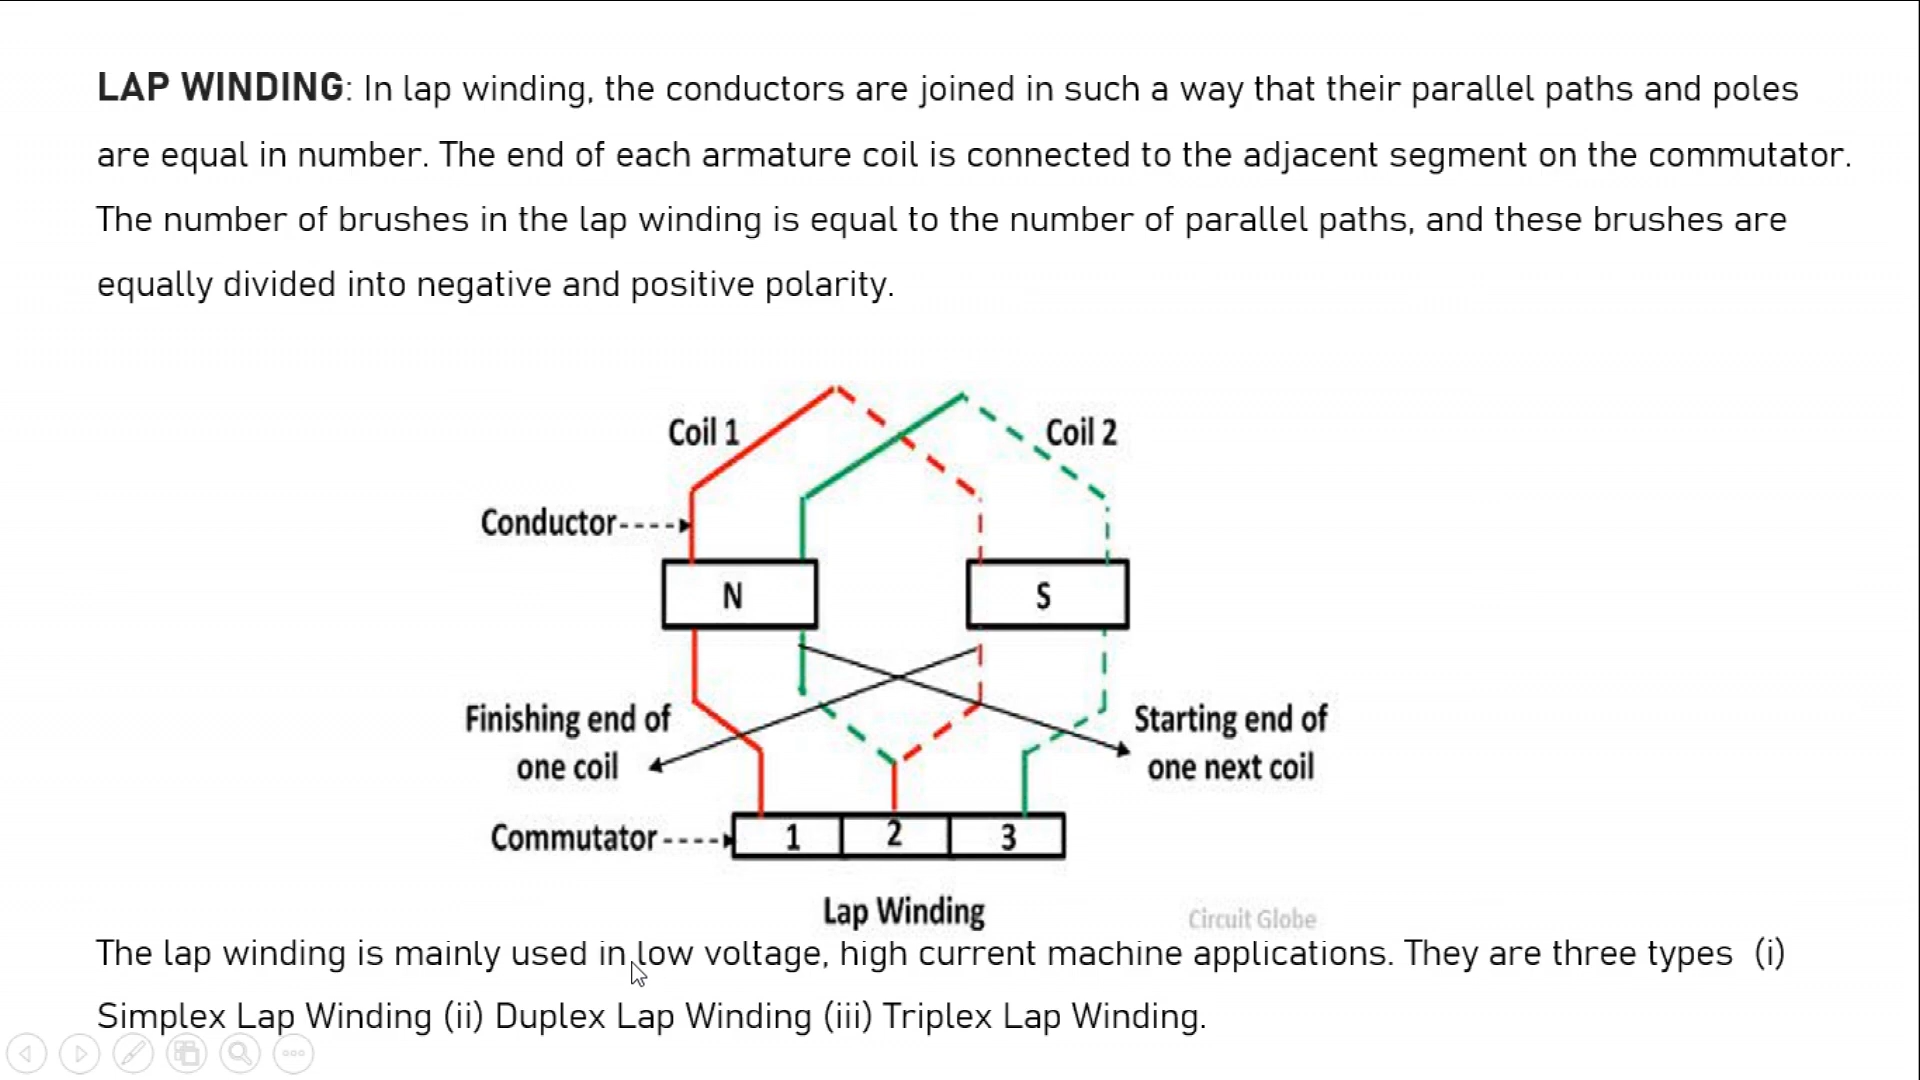 LAP WINDING: In lap winding, the conductors are joined in such a way that their parallel paths and poles
are equal in number. The end of each armature coil is connected to the adjacent segment on the commutator.
The number of brushes in the lap winding is equal to the number of parallel paths, and these brushes are
equally divided into negative and positive polarity.
Coil 1
Coil 2
Conductor
N
S
Finishing end of
one coil
Starting end of
one next coil
Commutator
1 2 3
Lap Winding
Circuit Globe
The lap winding is mainly used in low voltage, high current machine applications. They are three types (i)
Simplex Lap Winding (ii) Duplex Lap Winding (iii) Triplex Lap Winding.